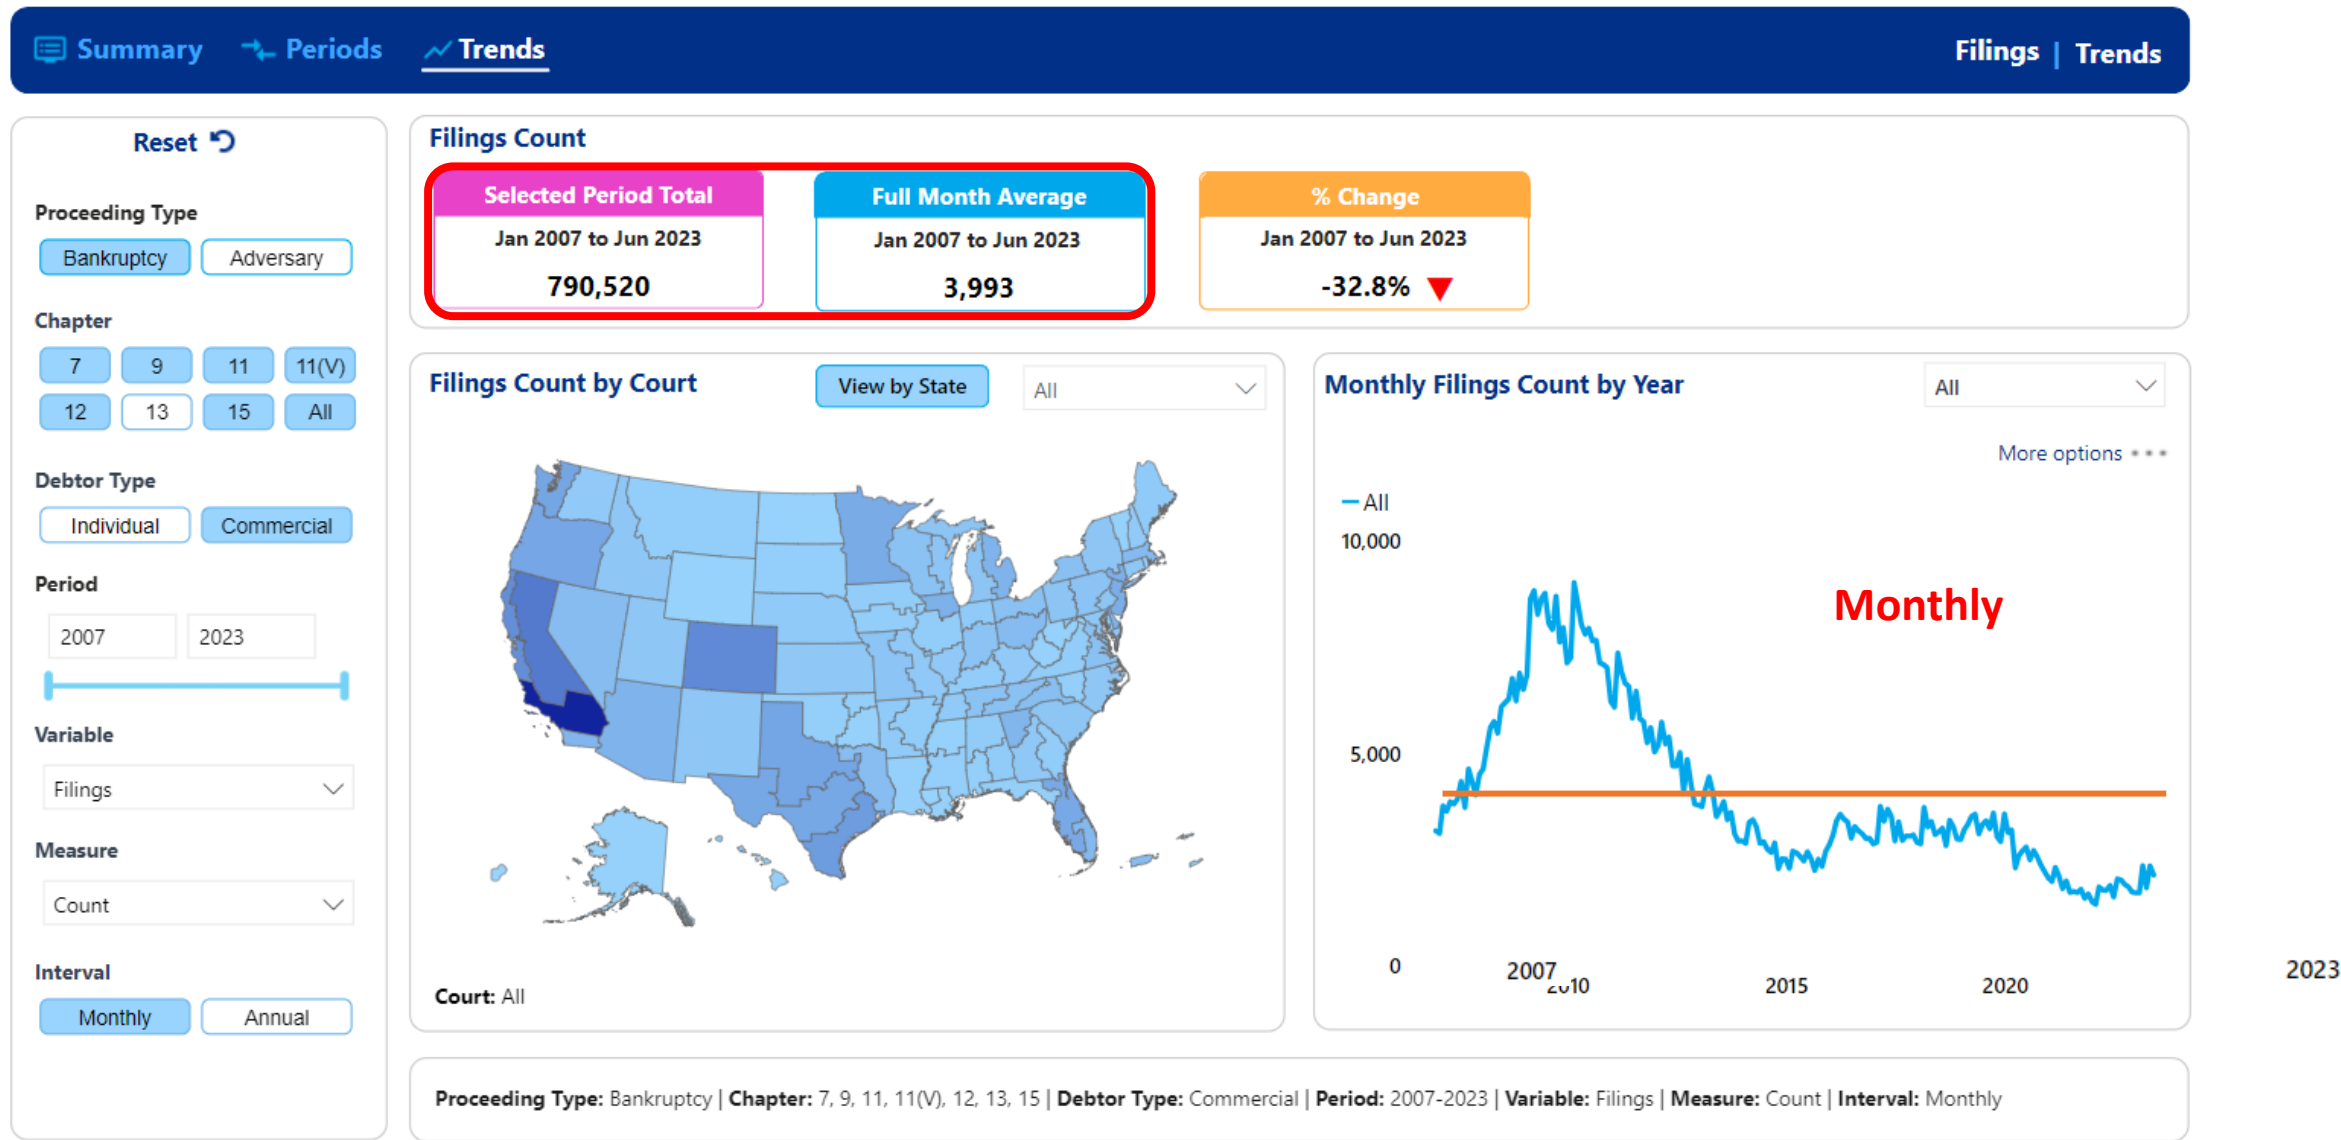 Summary Periods Trends Filings | Trends
Reset
Proceeding Type
Bankruptcy Adversary
Chapter
7 9 11 11(V)
12 13 15 All
Debtor Type
Individual Commercial
Period
2007 2023
Variable
Filings
Measure
Count
Interval
Monthly Annual
Filings Count
Selected Period Total
Jan 2007 to Jun 2023
790,520
Full Month Average
Jan 2007 to Jun 2023
3,993
% Change
Jan 2007 to Jun 2023
-32.8%
Filings Count by Court View by State All
Court: All
Monthly Filings Count by Year All
More options
All
10,000
Monthly
5,000
0
2007 2023
2010 2015 2020
Proceeding Type: Bankruptcy | Chapter: 7, 9, 11, 11(V), 12, 13, 15 | Debtor Type: Commercial | Period: 2007-2023 | Variable: Filings | Measure: Count | Interval: Monthly